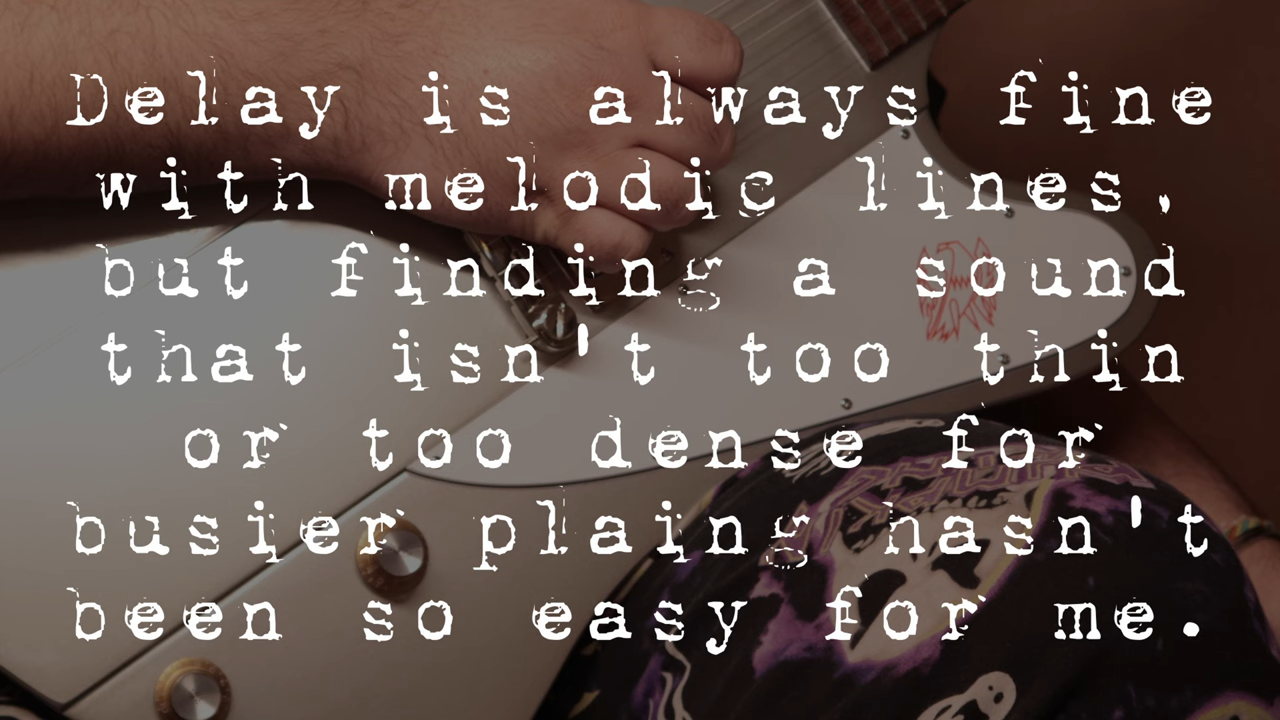 Delay is always fine
with melodic lines,
but finding a sound
that isn't too thin
or too dense for
busier plaing hasn't
been so easy for me.